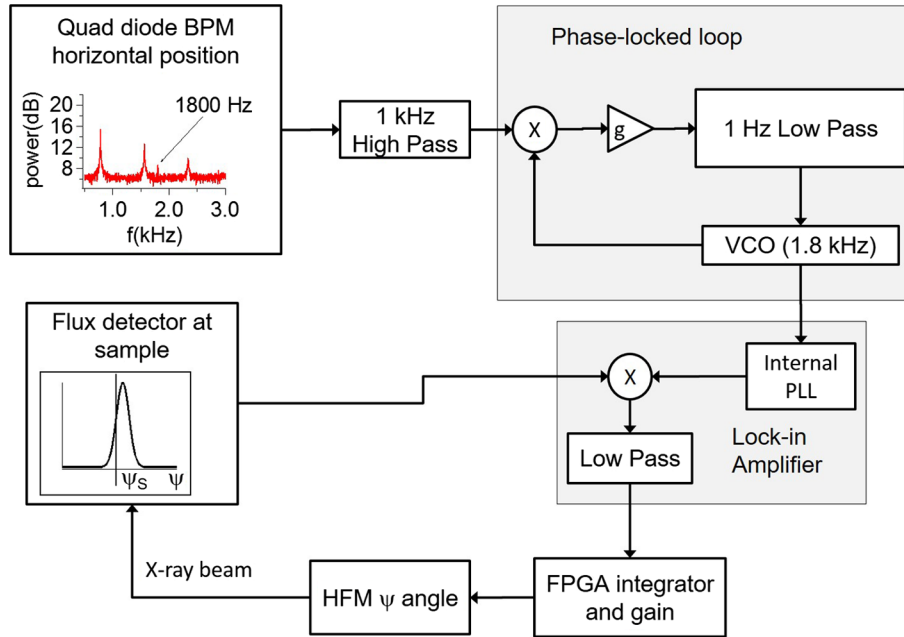 Quad diode BPM
horizontal position
1800 Hz
power(dB)
20
16
12
8
1.0 2.0 3.0
f(kHz)
1 kHz
High Pass
Phase-locked loop
X
g
1 Hz Low Pass
VCO (1.8 kHz)
Flux detector at
sample
ψS ψ
X
Internal
PLL
Low Pass
Lock-in
Amplifier
X-ray beam
HFM ψ angle
FPGA integrator
and gain